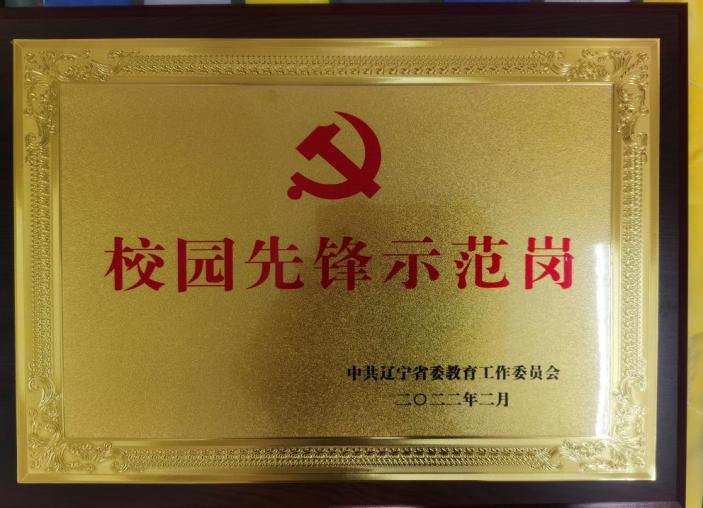 校园先锋示范岗
中共辽宁省委教育工作委员会
二〇二二年二月